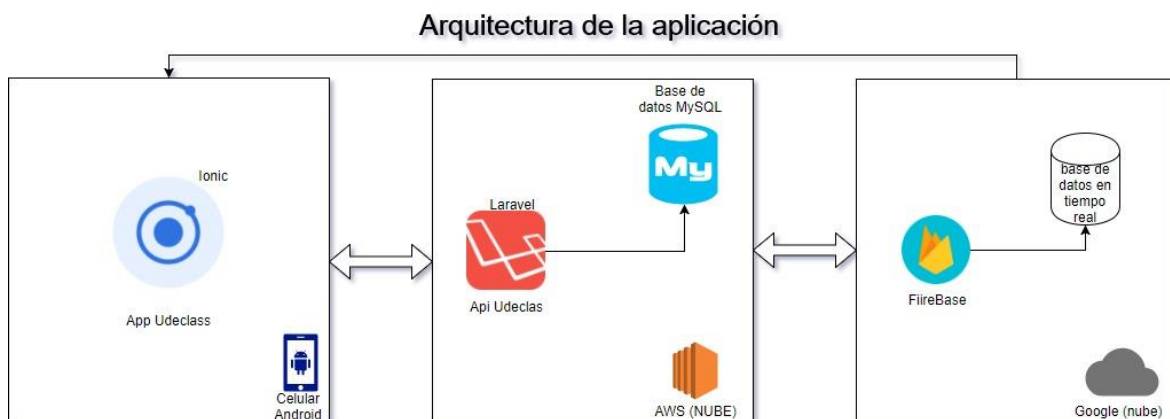 Arquitectura de la aplicación
Ionic
App Udeclass
Celular
Android
Base de
datos MySQL
My
Laravel
Api Udeclas
AWS (NUBE)
base de
datos en
tiempo
real
FiireBase
Google (nube)